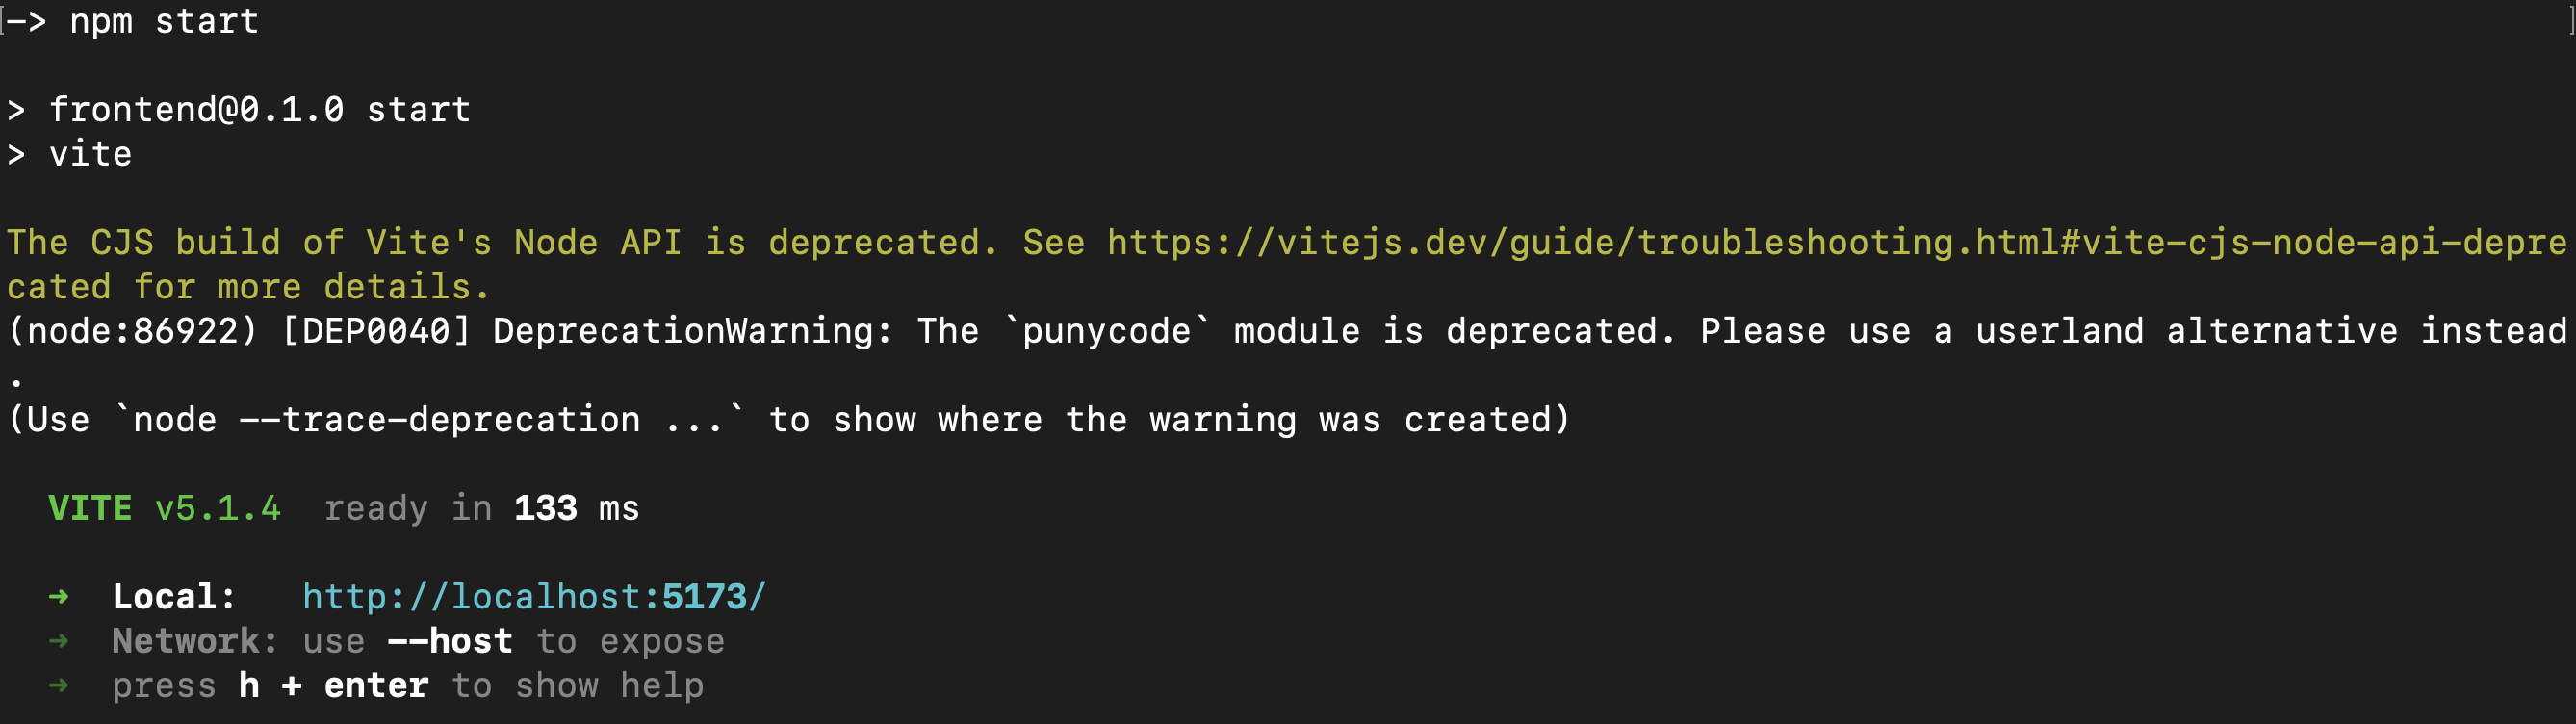 [-> npm start ]
> frontend@0.1.0 start
> vite
The CJS build of Vite's Node API is deprecated. See https://vitejs.dev/guide/troubleshooting.html#vite-cjs-node-api-depre
cated for more details.
(node:86922) [DEP0040] DeprecationWarning: The `punycode` module is deprecated. Please use a userland alternative instead
.
(Use `node --trace-deprecation ...` to show where the warning was created)
VITE v5.1.4  ready in 133 ms
➜  Local:   http://localhost:5173/
➜  Network: use --host to expose
➜  press h + enter to show help